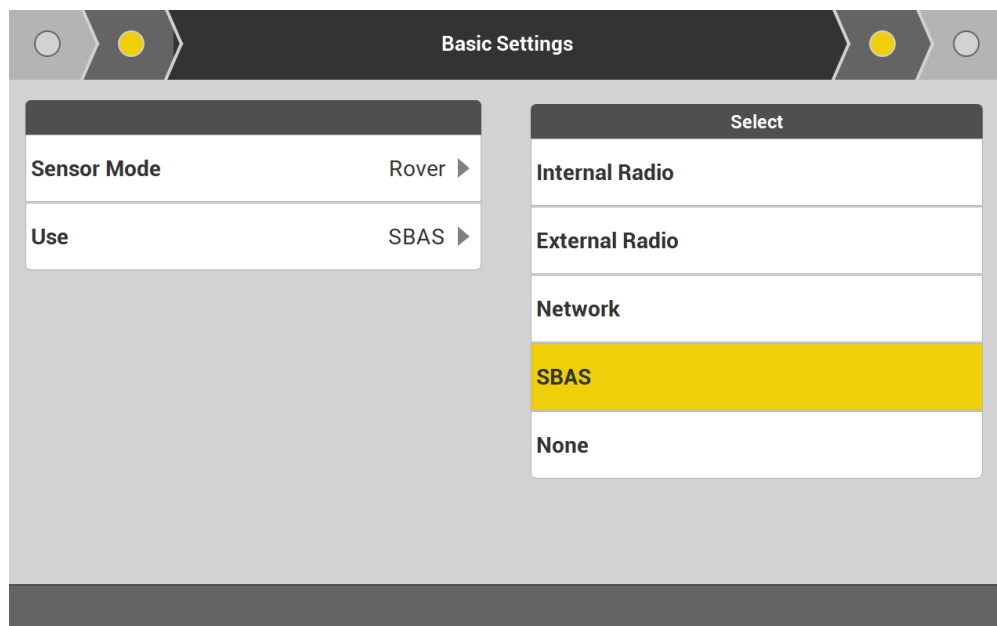 Basic Settings
Sensor Mode Rover
Use SBAS
Select
Internal Radio
External Radio
Network
SBAS
None